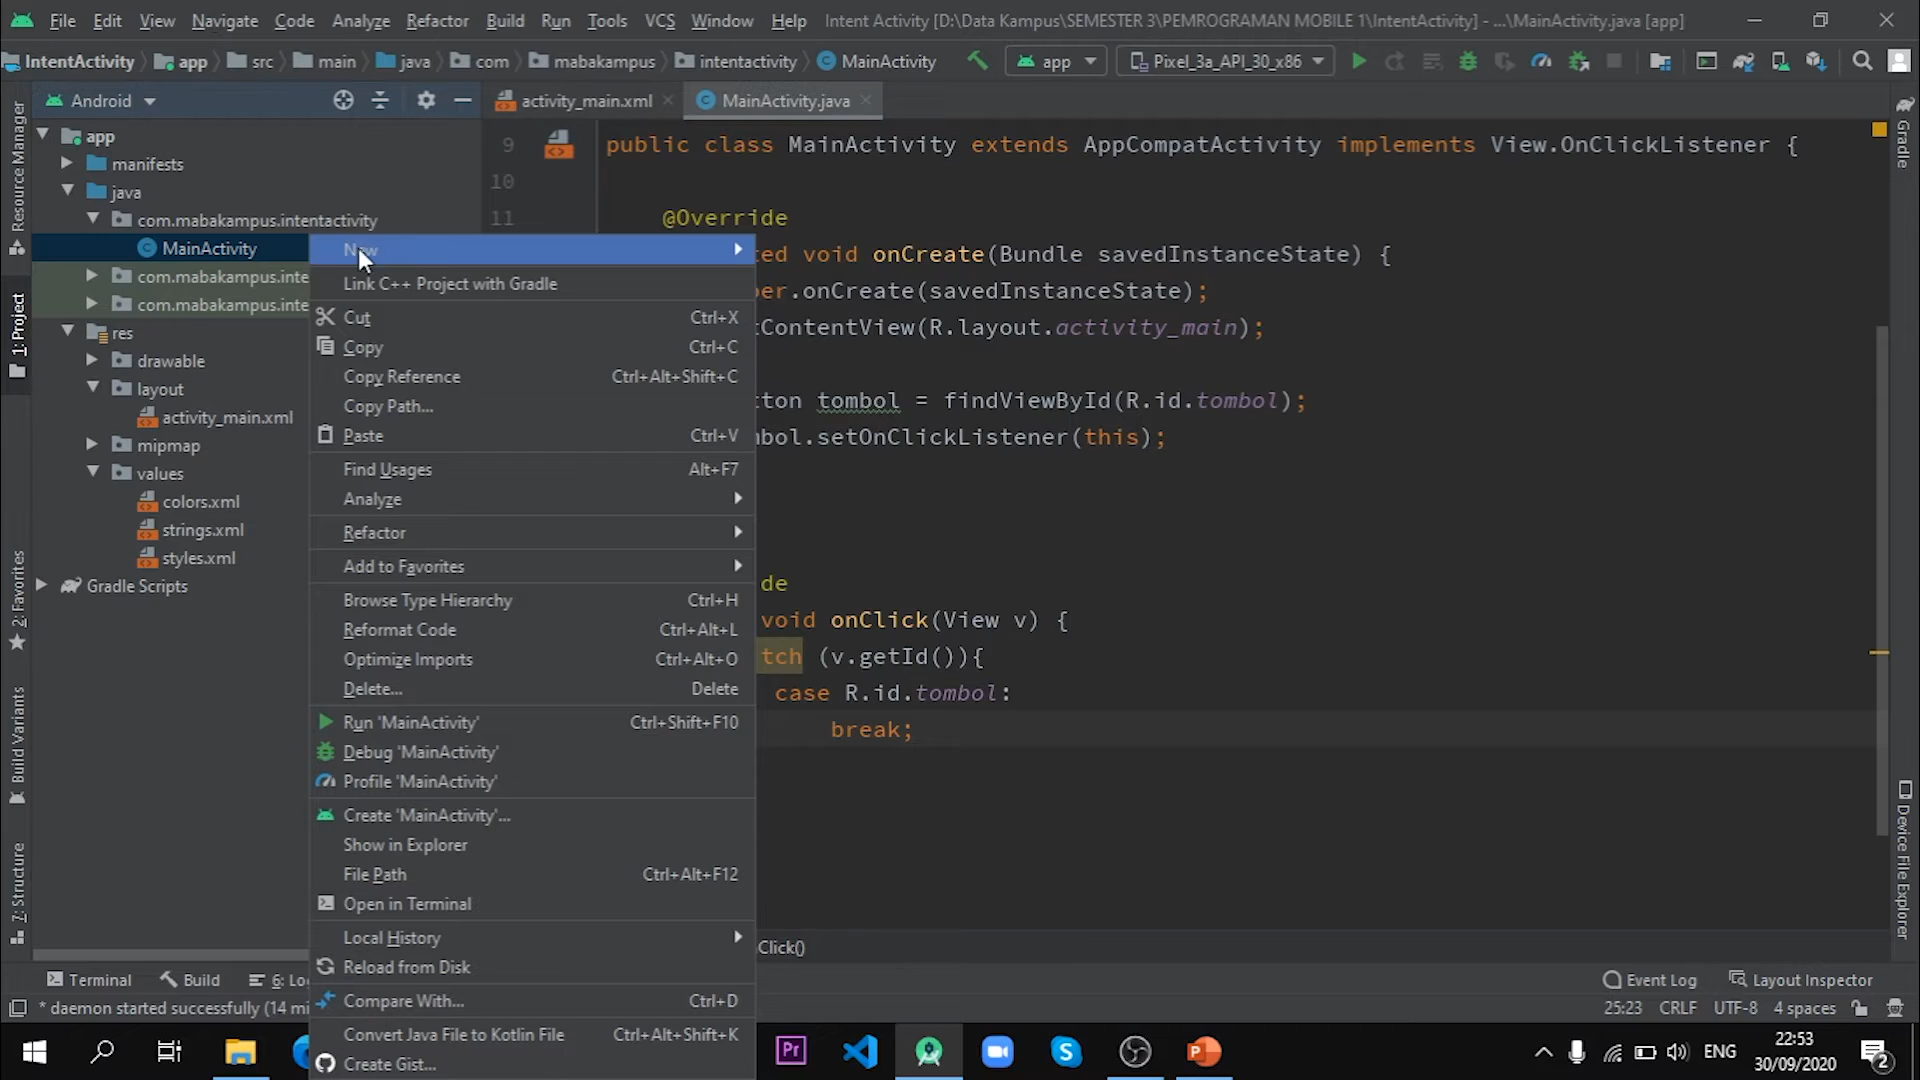 File Edit View Navigate Code Analyze Refactor Build Run Tools VCS Window Help Intent Activity [D:\Data Kampus\SEMESTER 3\PEMROGRAMAN MOBILE 1\IntentActivity] - ...\MainActivity.java [app]
IntentActivity app src main java com mabakampus intentactivity MainActivity app Pixel_3a_API_30_x86
Android activity_main.xml MainActivity.java
Resource Manager
1: Project
2: Favorites
Build Variants
7: Structure
app
manifests
java
com.mabakampus.intentactivity
MainActivity
com.mabakampus.inte
com.mabakampus.inte
res
drawable
layout
activity_main.xml
mipmap
values
colors.xml
strings.xml
styles.xml
Gradle Scripts
New
Link C++ Project with Gradle
Cut Ctrl+X
Copy Ctrl+C
Copy Reference Ctrl+Alt+Shift+C
Copy Path...
Paste Ctrl+V
Find Usages Alt+F7
Analyze
Refactor
Add to Favorites
Browse Type Hierarchy Ctrl+H
Reformat Code Ctrl+Alt+L
Optimize Imports Ctrl+Alt+O
Delete... Delete
Run 'MainActivity' Ctrl+Shift+F10
Debug 'MainActivity'
Profile 'MainActivity'
Create 'MainActivity'...
Show in Explorer
File Path Ctrl+Alt+F12
Open in Terminal
Local History
Reload from Disk
Compare With... Ctrl+D
Convert Java File to Kotlin File Ctrl+Alt+Shift+K
Create Gist...
9 public class MainActivity extends AppCompatActivity implements View.OnClickListener {
10
11 @Override
ted void onCreate(Bundle savedInstanceState) {
er.onCreate(savedInstanceState);
tContentView(R.layout.activity_main);
ton tombol = findViewById(R.id.tombol);
bol.setOnClickListener(this);
de
void onClick(View v) {
tch (v.getId()){
case R.id.tombol:
break;
Click()
Gradle
Device File Explorer
Terminal Build 6: Lo Event Log Layout Inspector
* daemon started successfully (14 mi 25:23 CRLF UTF-8 4 spaces
Pr S P ENG 22:53
30/09/2020 2